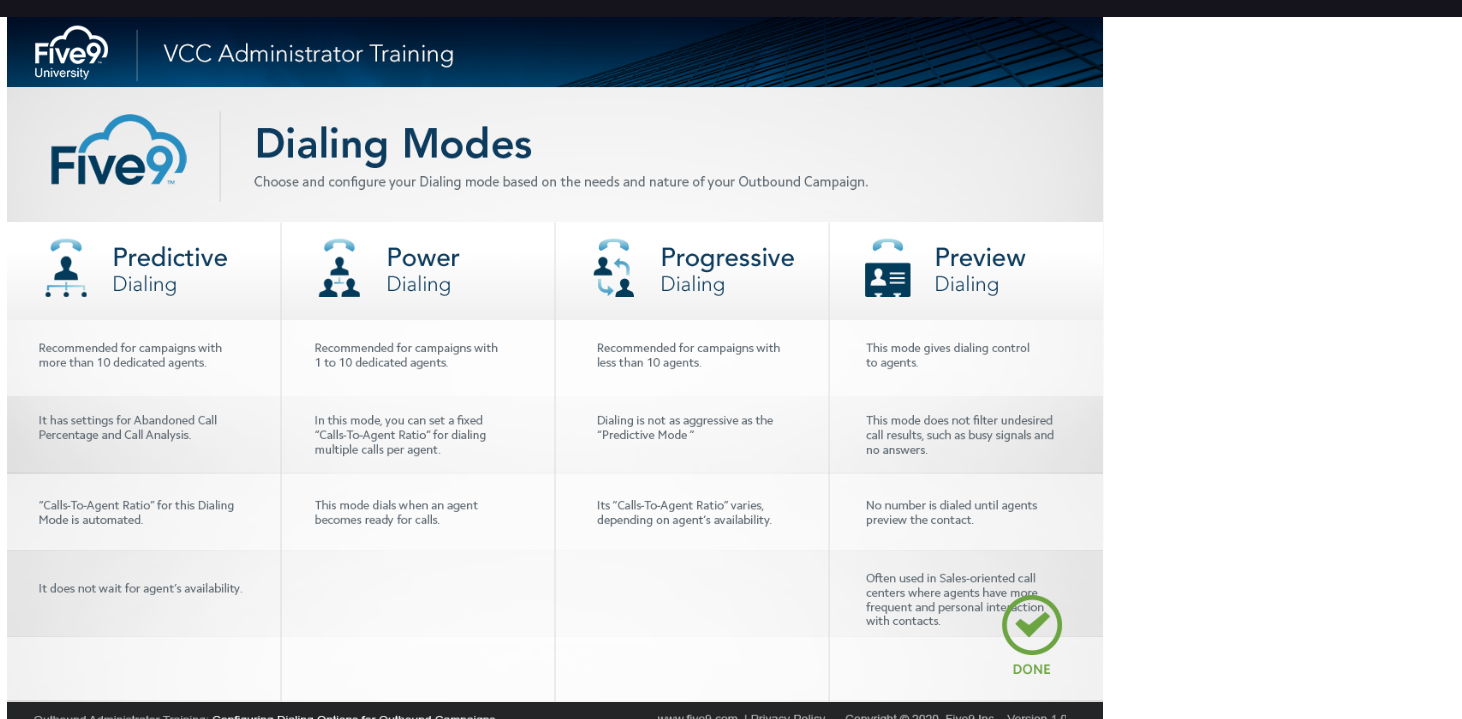 Five9
University
VCC Administrator Training
Five9™
Dialing Modes
Choose and configure your Dialing mode based on the needs and nature of your Outbound Campaign.
Predictive
Dialing
Recommended for campaigns with
more than 10 dedicated agents.
It has settings for Abandoned Call
Percentage and Call Analysis.
"Calls-To-Agent Ratio" for this Dialing
Mode is automated.
It does not wait for agent's availability.
Power
Dialing
Recommended for campaigns with
1 to 10 dedicated agents.
In this mode, you can set a fixed
"Calls-To-Agent Ratio" for dialing
multiple calls per agent.
This mode dials when an agent
becomes ready for calls.
Progressive
Dialing
Recommended for campaigns with
less than 10 agents.
Dialing is not as aggressive as the
"Predictive Mode"
Its "Calls-To-Agent Ratio" varies,
depending on agent's availability.
Preview
Dialing
This mode gives dialing control
to agents.
This mode does not filter undesired
call results, such as busy signals and
no answers.
No number is dialed until agents
preview the contact.
Often used in Sales-oriented call
centers where agents have more
frequent and personal interaction
with contacts.
DONE
Outbound Administrator Training: Configuring Dialing Options for Outbound Campaigns
www.five9.com | Privacy Policy Copyright © 2020 Five9 Inc. Version 1.0